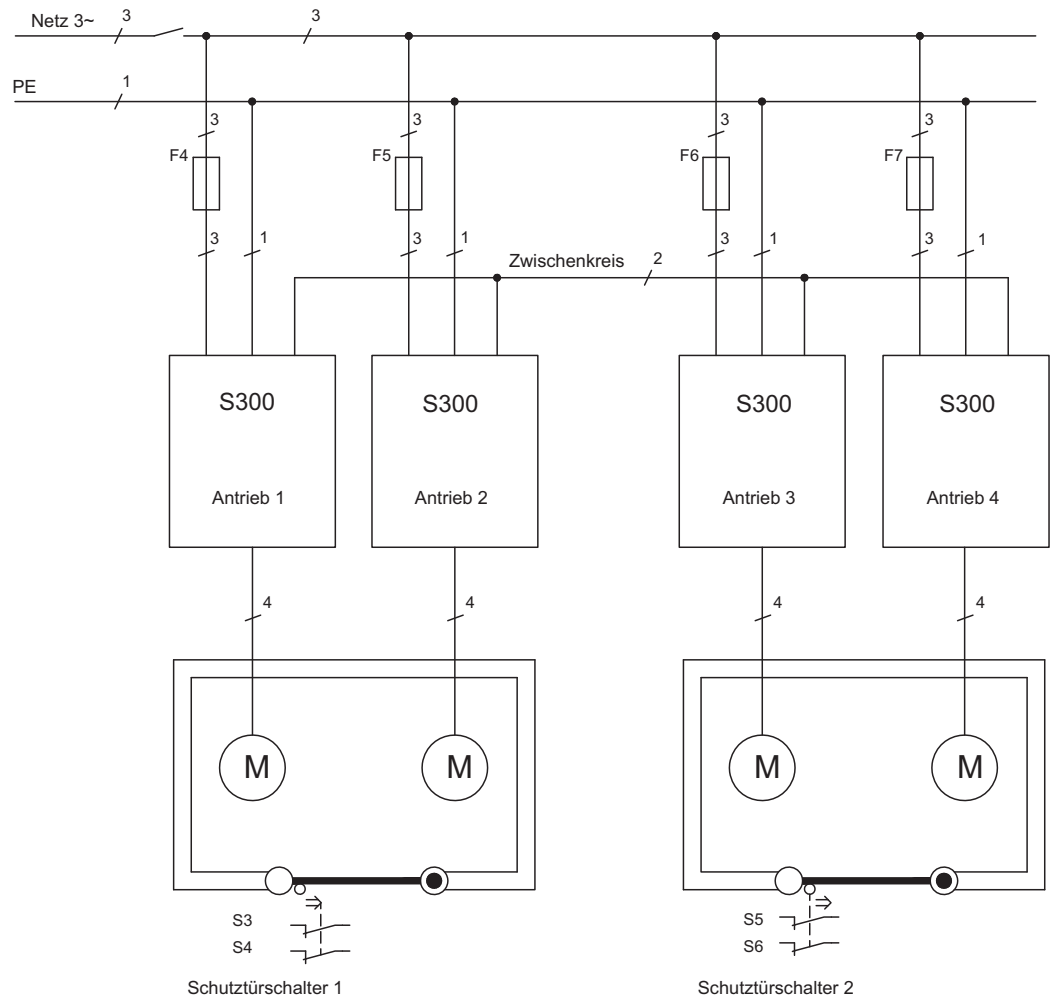 Netz 3~ 3 3
PE 1
3 3 3 3
F4 F5 F6 F7
3 1 3 1 3 1 3 1
Zwischenkreis 2
S300 S300 S300 S300
Antrieb 1 Antrieb 2 Antrieb 3 Antrieb 4
4 4 4 4
M M M M
S3 S5
S4 S6
Schutztürschalter 1 Schutztürschalter 2